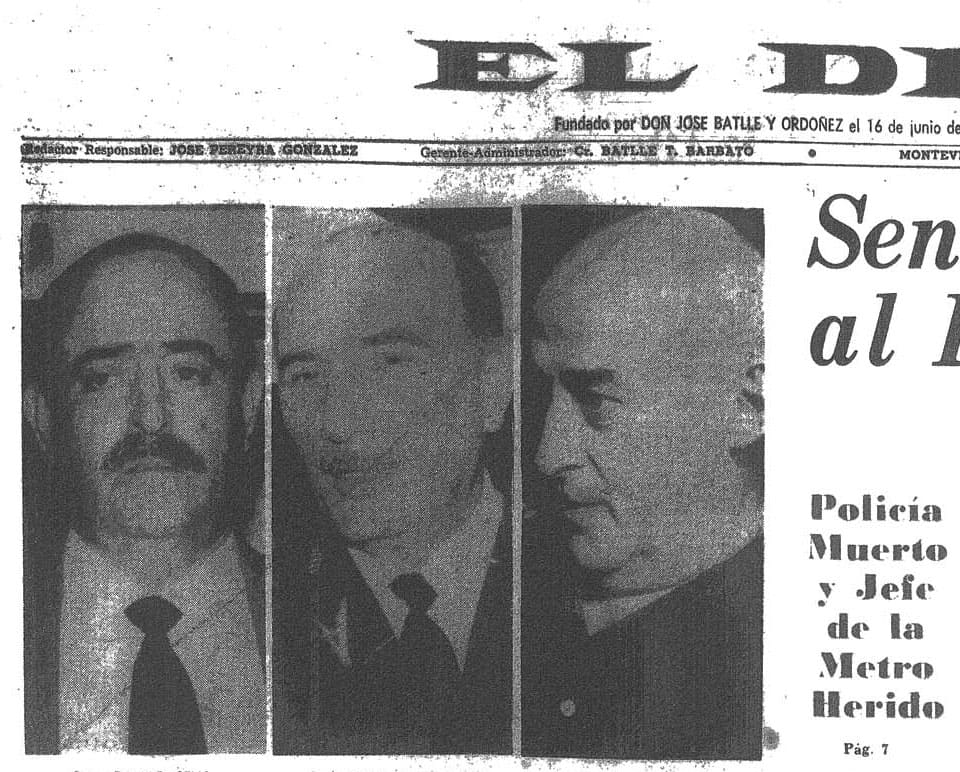 EL DI
Fundado por DON JOSE BATLLE Y ORDOÑEZ el 16 de junio de
Redactor Responsable: JOSE PEREYRA GONZALEZ
Gerente-Administrador: Cr. BATLLE T. BARBATO
• MONTEVI
Sen
al
Policía
Muerto
y Jefe
de la
Metro
Herido
Pág. 7